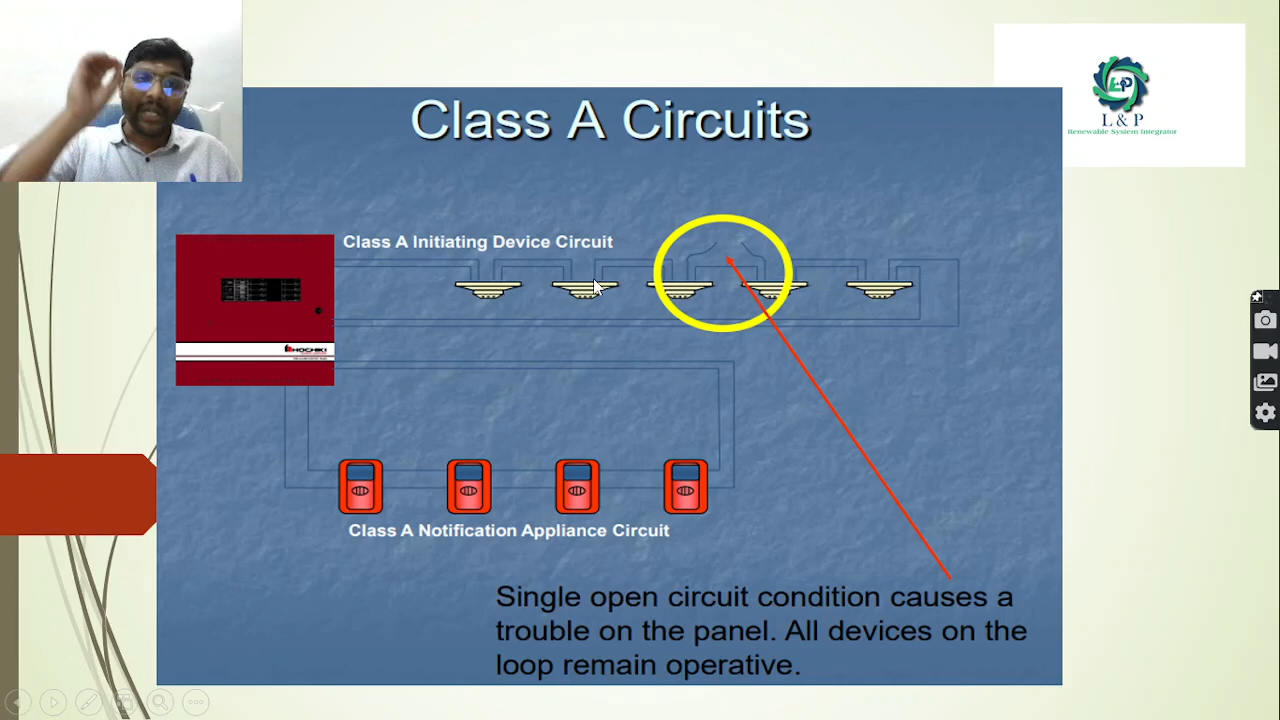 Class A Circuits
L & P
Renewable System Integrator
Class A Initiating Device Circuit
HOCHIKI
Class A Notification Appliance Circuit
Single open circuit condition causes a
trouble on the panel. All devices on the
loop remain operative.